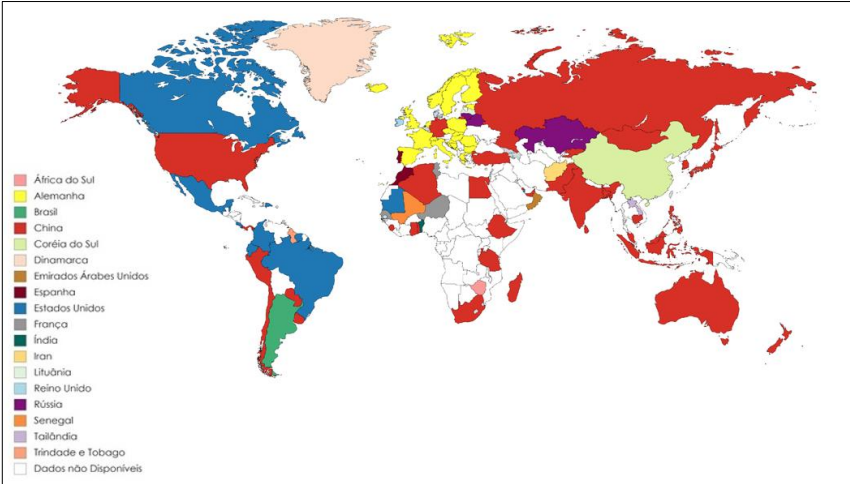 África do Sul
Alemanha
Brasil
China
Coréia do Sul
Dinamarca
Emirados Árabes Unidos
Espanha
Estados Unidos
França
Índia
Iran
Lituânia
Reino Unido
Rússia
Senegal
Tailândia
Trindade e Tobago
Dados não Disponíveis